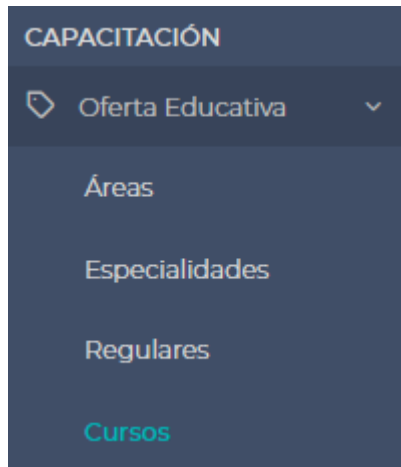 CAPACITACIÓN
Oferta Educativa
Áreas
Especialidades
Regulares
Cursos